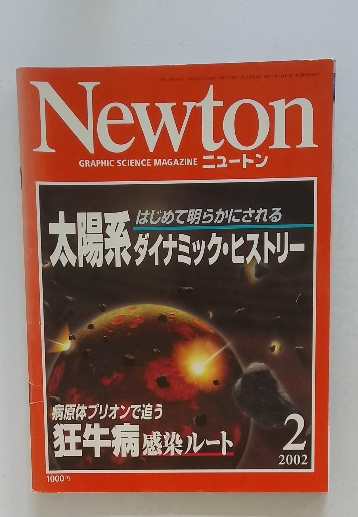 Newton
GRAPHIC SCIENCE MAGAZINE ニュートン
はじめて明らかにされる
太陽系ダイナミック・ヒストリー
病原体プリオンで追う
狂牛病感染ルート
2
2002
1000円